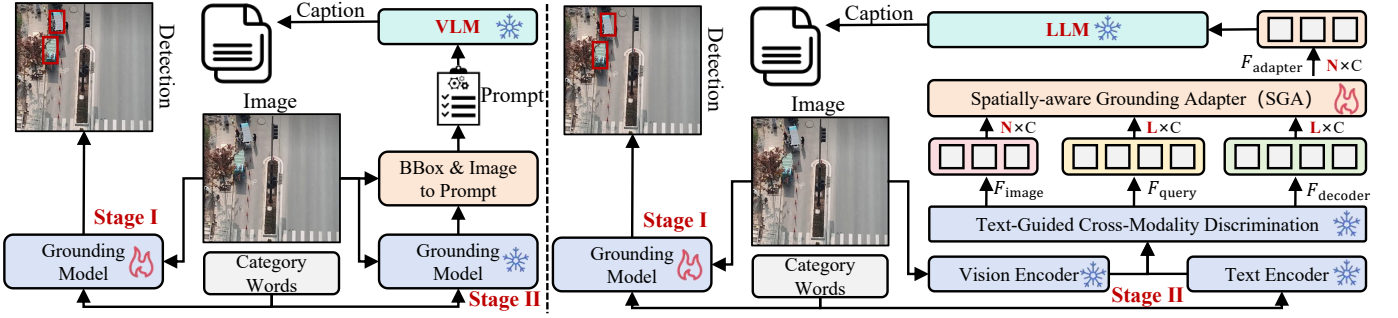 Detection
Caption
VLM
Prompt
Image
BBox & Image
to Prompt
Stage I
Grounding
Model
Category
Words
Grounding
Model
Stage II
Detection
Caption
LLM
F_adapter
N×C
Spatially-aware Grounding Adapter（SGA）
Image
N×C
L×C
L×C
F_image
F_query
F_decoder
Stage I
Text-Guided Cross-Modality Discrimination
Grounding
Model
Category
Words
Vision Encoder
Text Encoder
Stage II